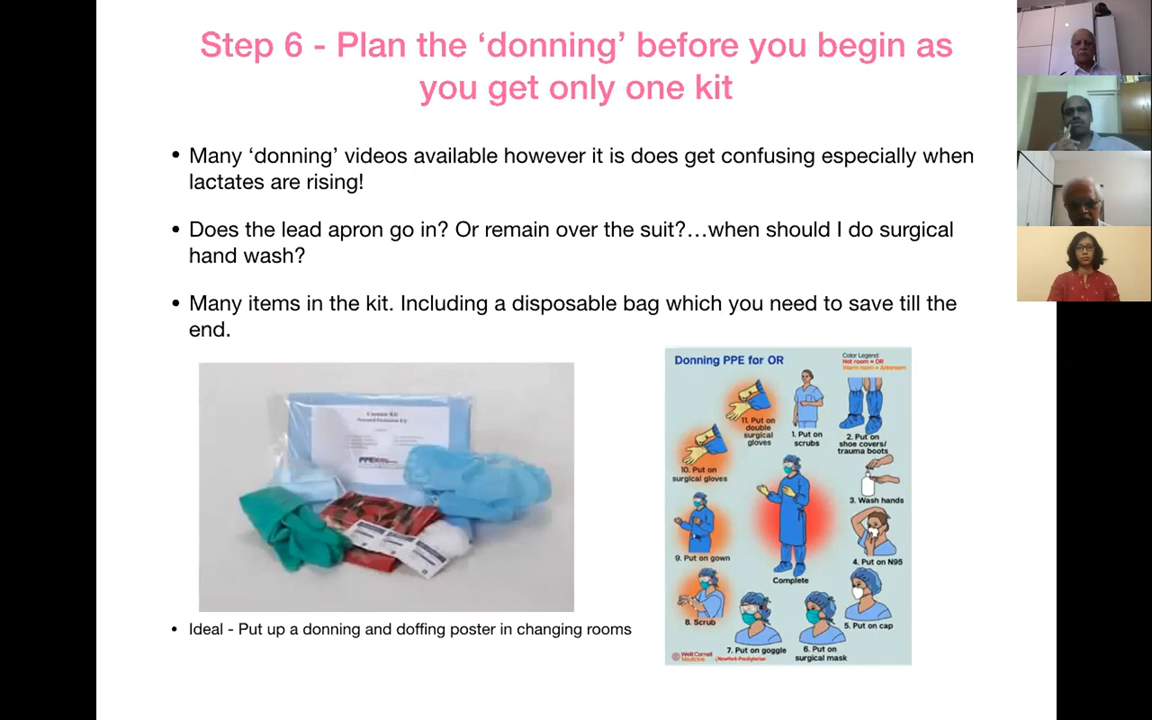 Step 6 - Plan the ‘donning’ before you begin as
you get only one kit
• Many ‘donning’ videos available however it is does get confusing especially when
lactates are rising!
• Does the lead apron go in? Or remain over the suit?...when should I do surgical
hand wash?
• Many items in the kit. Including a disposable bag which you need to save till the
end.
• Ideal - Put up a donning and doffing poster in changing rooms
Donning PPE for OR
Color Legend:
Hot room = OR
Warm room = Anteroom
1. Put on
scrubs
2. Put on
shoe covers/
trauma boots
3. Wash hands
4. Put on N95
5. Put on cap
6. Put on
surgical mask
7. Put on goggle
8. Scrub
9. Put on gown
10. Put on
surgical gloves
11. Put on
double
surgical
gloves
Complete
Weill Cornell
Medicine
NewYork-Presbyterian